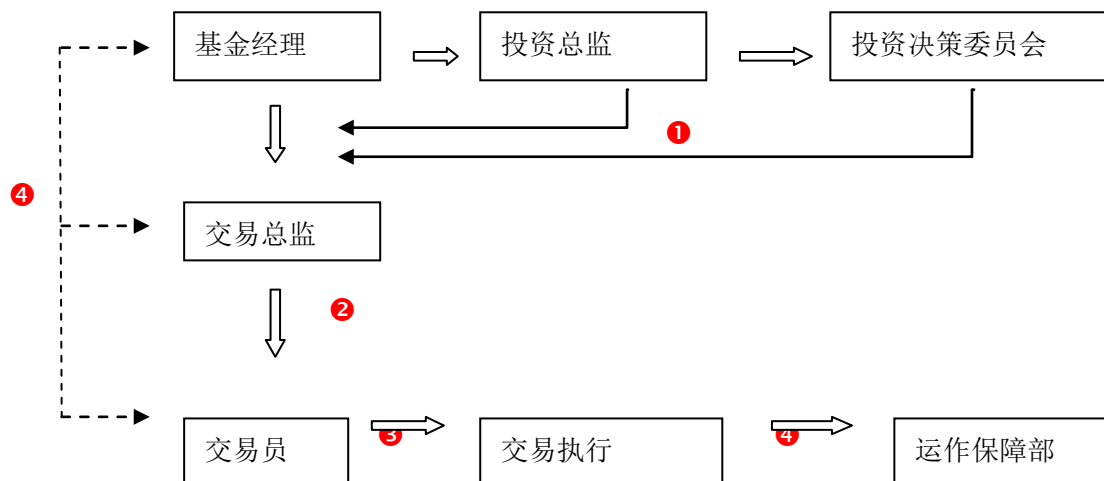 基金经理
投资总监
投资决策委员会
❶
❹
交易总监
❷
交易员
❸
交易执行
❹
运作保障部